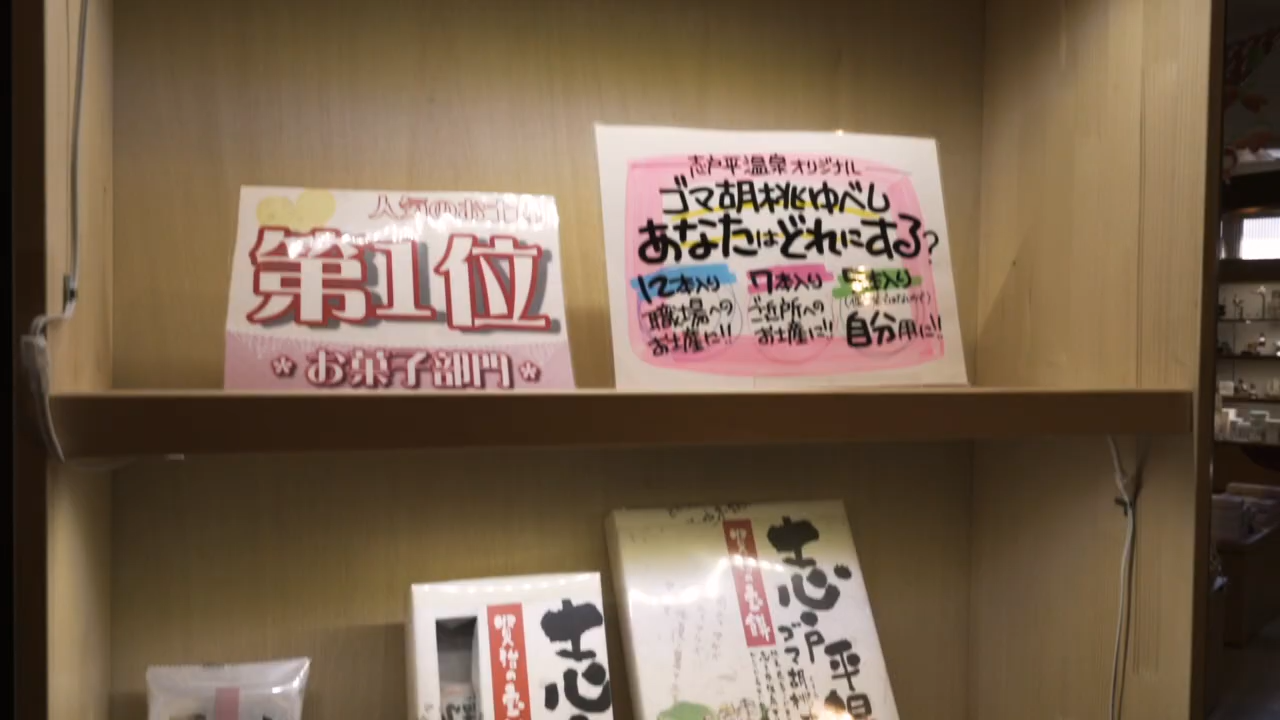 人気のお土産
第1位
お菓子部門
志戸平温泉オリジナル
ゴマ胡桃ゆべし
あなたはどれにする?
12本入り
職場への
お土産に!!
7本入り
ご近所への
お土産に!!
5本入り
自分用に!!
志
志戸平温
ゴマ胡桃